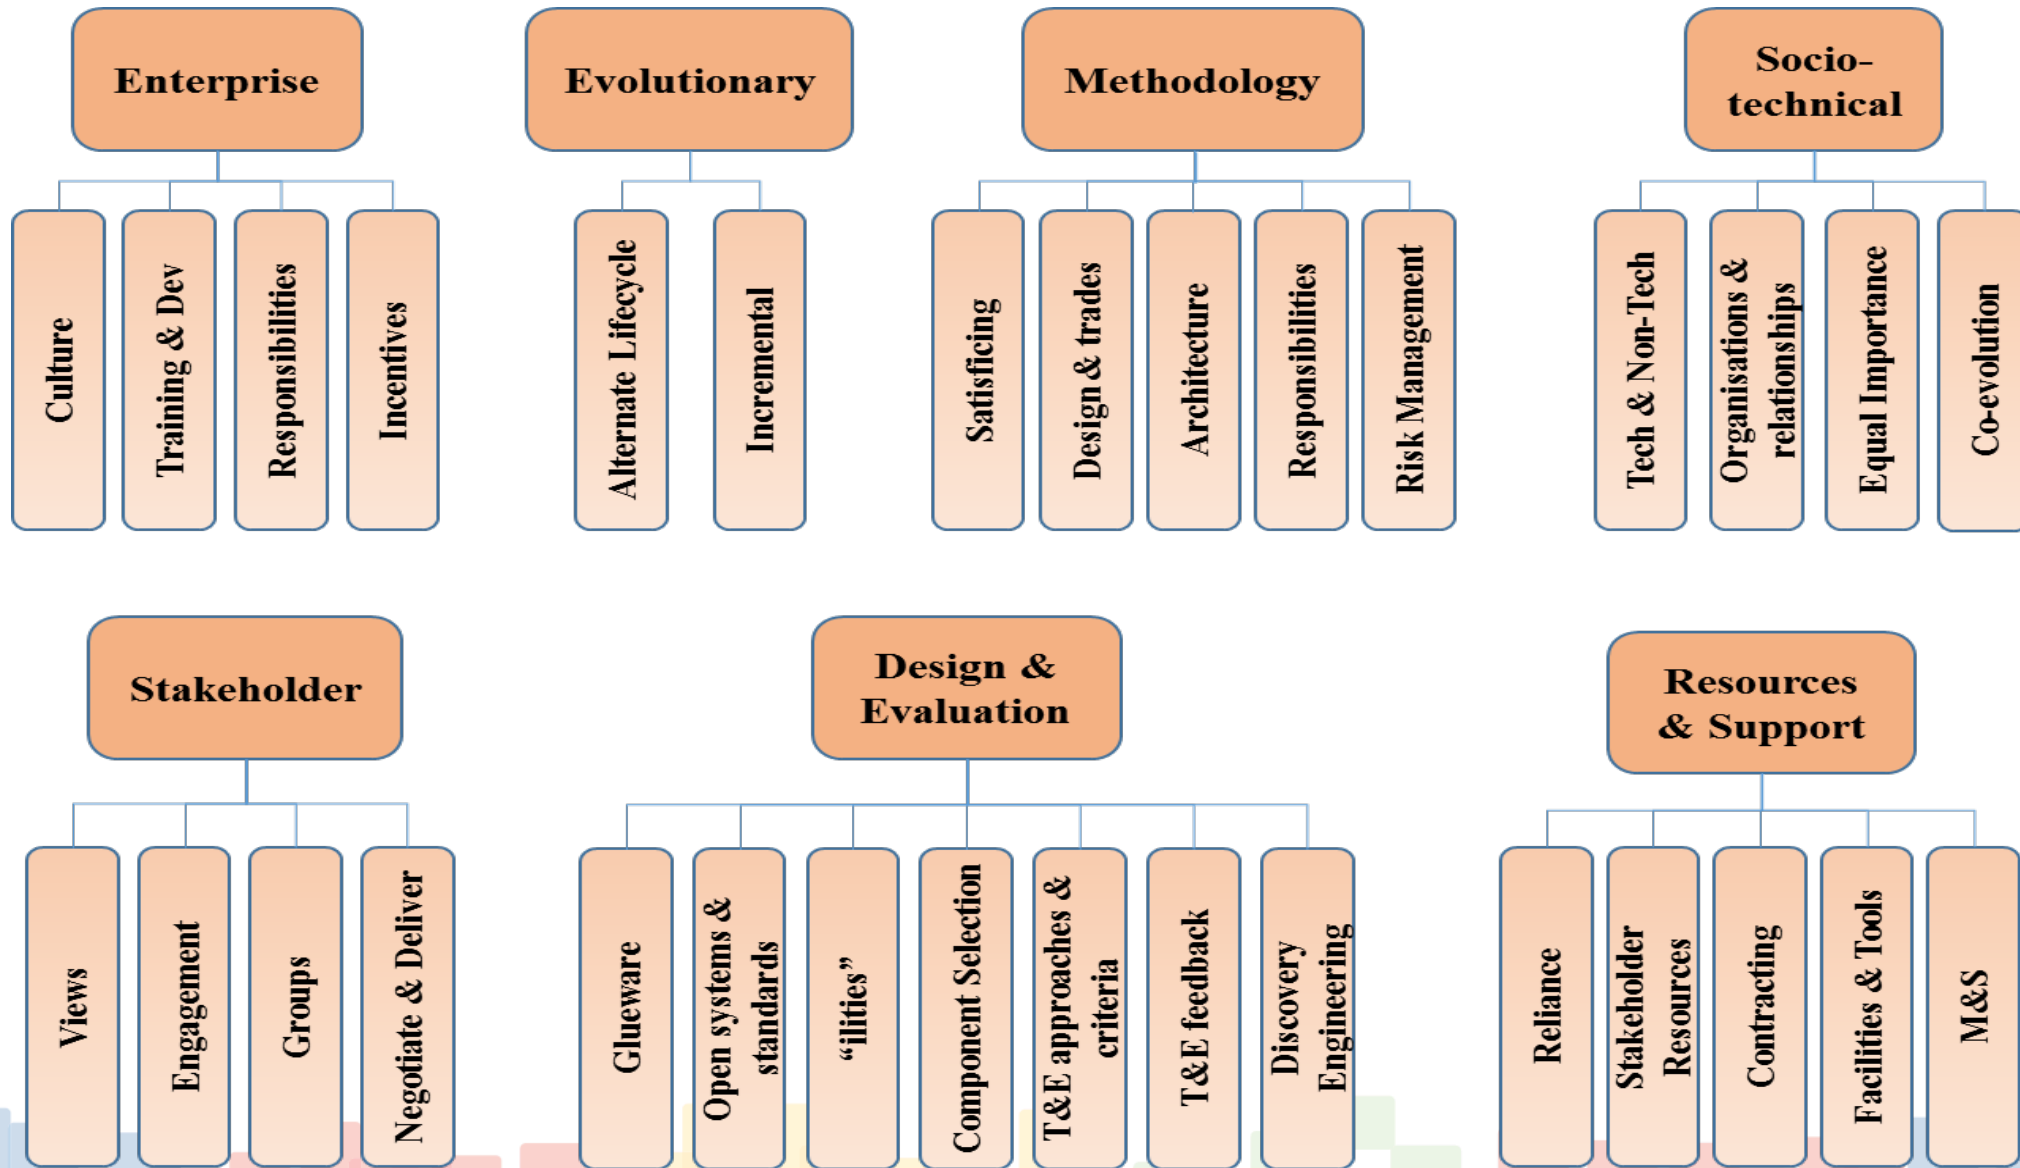 Enterprise
Culture
Training & Dev
Responsibilities
Incentives
Evolutionary
Alternate Lifecycle
Incremental
Methodology
Satisficing
Design & trades
Architecture
Responsibilities
Risk Management
Socio-
technical
Tech & Non-Tech
Organisations &
relationships
Equal Importance
Co-evolution
Stakeholder
Views
Engagement
Groups
Negotiate & Deliver
Design &
Evaluation
Glueware
Open systems &
standards
“ilities”
Component Selection
T&E approaches &
criteria
T&E feedback
Discovery
Engineering
Resources
& Support
Reliance
Stakeholder
Resources
Contracting
Facilities & Tools
M&S